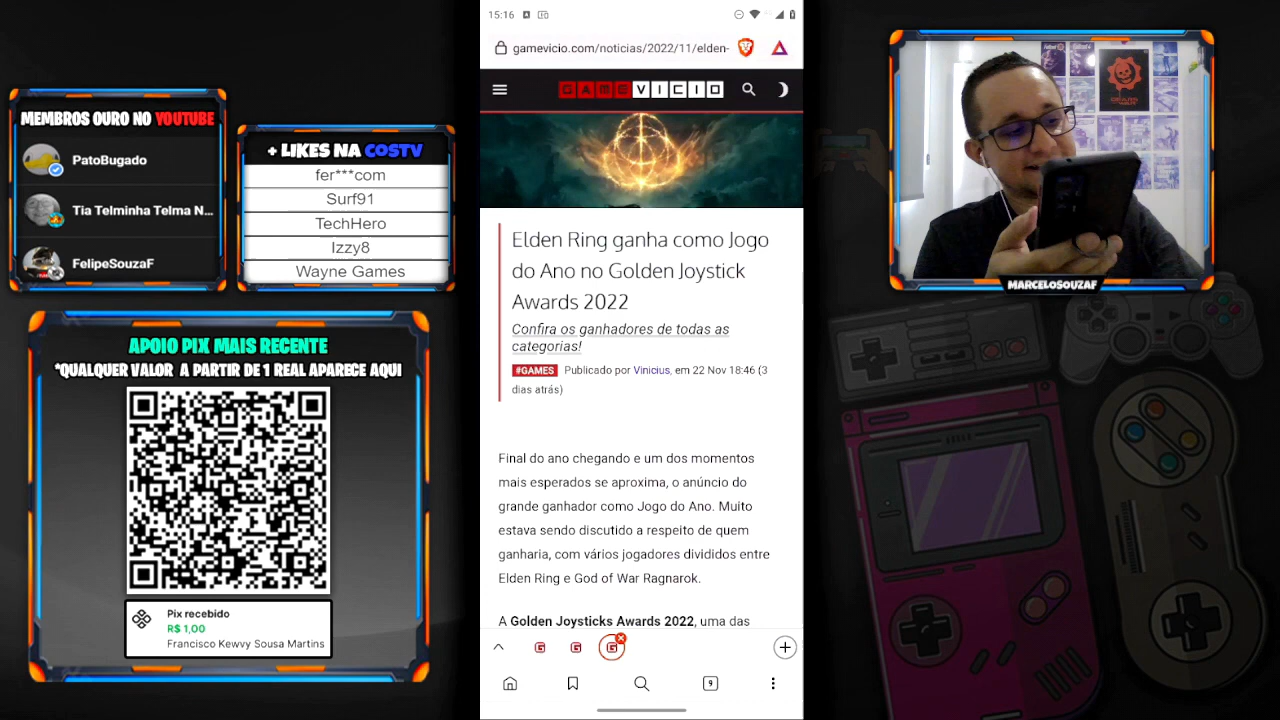 MEMBROS OURO NO YOUTUBE
PatoBugado
Tia Telminha Telma N...
FelipeSouzaF
+ LIKES NA COSTV
fer***com
Surf91
TechHero
Izzy8
Wayne Games
APOIO PIX MAIS RECENTE
*QUALQUER VALOR A PARTIR DE 1 REAL APARECE AQUI
Pix recebido
R$ 1,00
Francisco Kewvy Sousa Martins
15:16
gamevicio.com/noticias/2022/11/elden-
GAMEVICIO
Elden Ring ganha como Jogo
do Ano no Golden Joystick
Awards 2022
Confira os ganhadores de todas as
categorias!
#GAMES Publicado por Vinicius, em 22 Nov 18:46 (3
dias atrás)
Final do ano chegando e um dos momentos
mais esperados se aproxima, o anúncio do
grande ganhador como Jogo do Ano. Muito
estava sendo discutido a respeito de quem
ganharia, com vários jogadores divididos entre
Elden Ring e God of War Ragnarok.
A Golden Joysticks Awards 2022, uma das
9
MARCELOSOUZAF